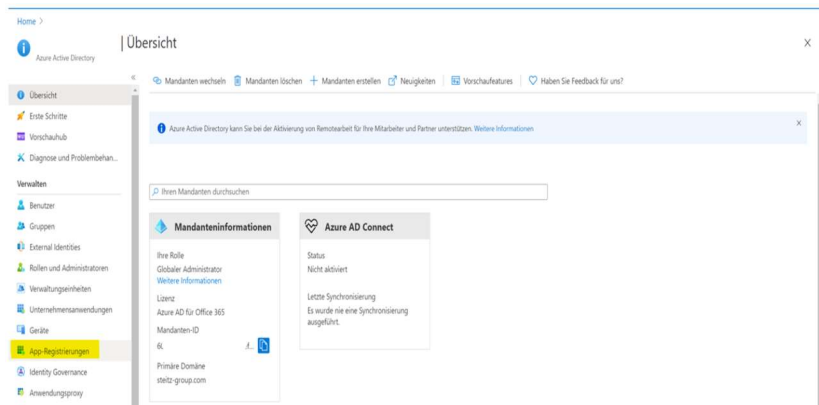 Home >
| Übersicht
Azure Active Directory
Mandanten wechseln
Mandanten löschen
Mandanten erstellen
Neuigkeiten
Vorschaufeatures
Haben Sie Feedback für uns?
Übersicht
Erste Schritte
Vorschauhub
Diagnose und Problembehan...
Verwalten
Benutzer
Gruppen
External Identities
Rollen und Administratoren
Verwaltungseinheiten
Unternehmensanwendungen
Geräte
App-Registrierungen
Identity Governance
Anwendungsproxy
Azure Active Directory kann Sie bei der Aktivierung von Remotearbeit für Ihre Mitarbeiter und Partner unterstützen. Weitere Informationen
Ihren Mandanten durchsuchen
Mandanteninformationen
Ihre Rolle
Globaler Administrator
Weitere Informationen
Lizenz
Azure AD für Office 365
Mandanten-ID
Primäre Domäne
steitz-group.com
Azure AD Connect
Status
Nicht aktiviert
Letzte Synchronisierung
Es wurde nie eine Synchronisierung
ausgeführt.